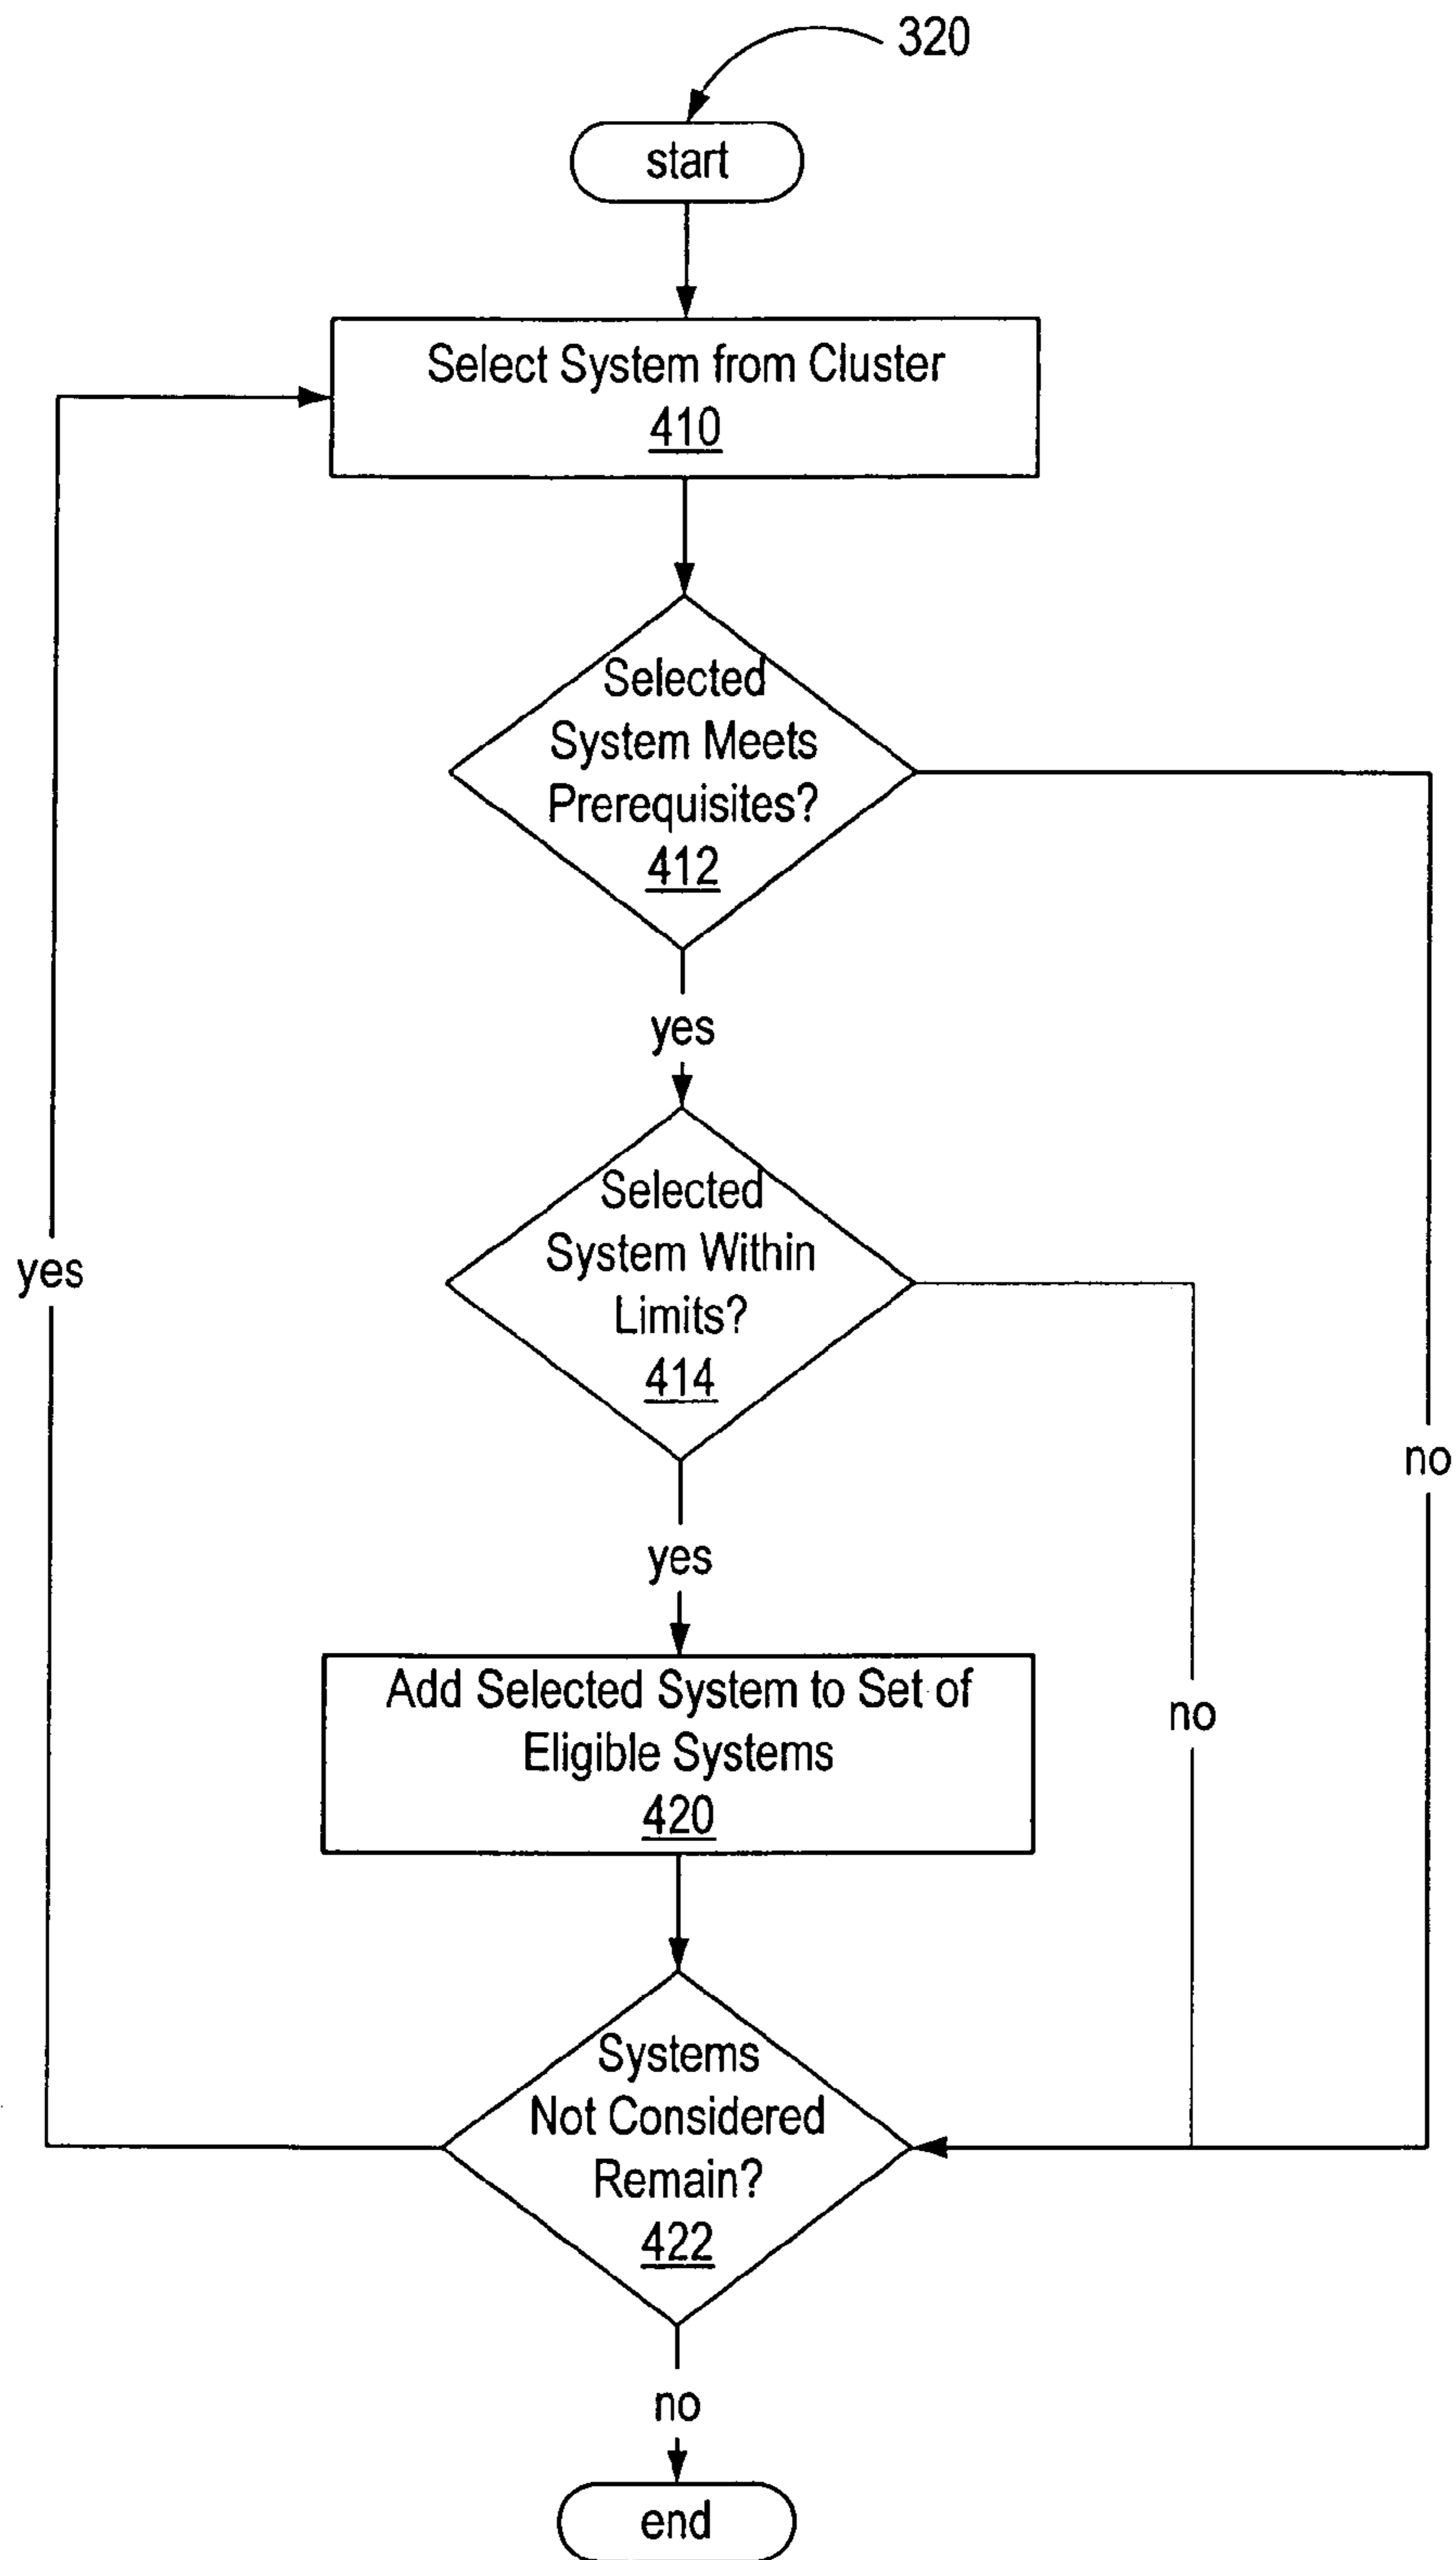 320
start
Select System from Cluster
410
Selected
System Meets
Prerequisites?
412
yes
Selected
System Within
Limits?
414
yes
no
yes
no
Add Selected System to Set of
Eligible Systems
420
Systems
Not Considered
Remain?
422
no
end